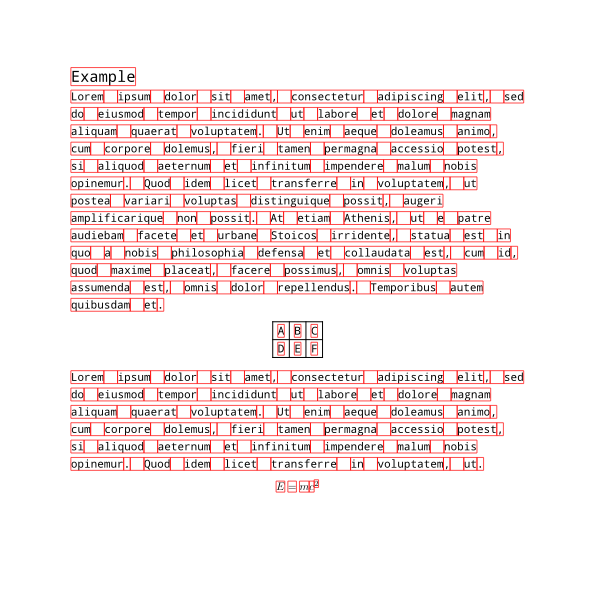 Example
Lorem ipsum dolor sit amet, consectetur adipiscing elit, sed
do eiusmod tempor incididunt ut labore et dolore magnam
aliquam quaerat voluptatem. Ut enim aeque doleamus animo,
cum corpore dolemus, fieri tamen permagna accessio potest,
si aliquod aeternum et infinitum impendere malum nobis
opinemur. Quod idem licet transferre in voluptatem, ut
postea variari voluptas distinguique possit, augeri
amplificarique non possit. At etiam Athenis, ut e patre
audiebam facete et urbane Stoicos irridente, statua est in
quo a nobis philosophia defensa et collaudata est, cum id,
quod maxime placeat, facere possimus, omnis voluptas
assumenda est, omnis dolor repellendus. Temporibus autem
quibusdam et.
A B C
D E F
Lorem ipsum dolor sit amet, consectetur adipiscing elit, sed
do eiusmod tempor incididunt ut labore et dolore magnam
aliquam quaerat voluptatem. Ut enim aeque doleamus animo,
cum corpore dolemus, fieri tamen permagna accessio potest,
si aliquod aeternum et infinitum impendere malum nobis
opinemur. Quod idem licet transferre in voluptatem, ut.
E = mc²